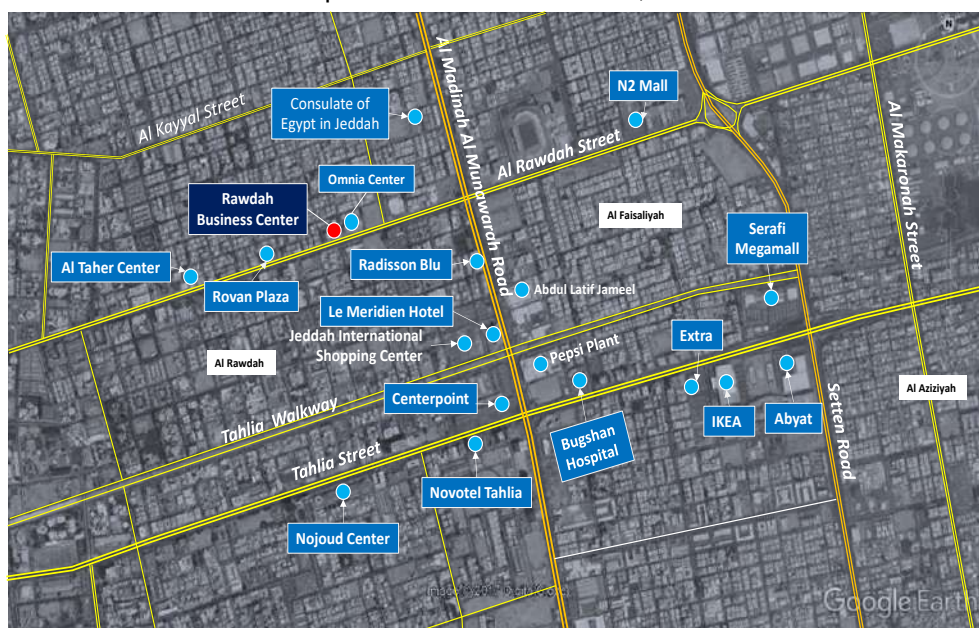 N
Al Kayyal Street
Consulate of
Egypt in Jeddah
Al Madinah Al Munawarah Road
N2 Mall
Al Rawdah Street
Al Makaronah Street
Rawdah
Business Center
Omnia Center
Al Faisaliyah
Serafi
Megamall
Al Taher Center
Rovan Plaza
Radisson Blu
Abdul Latif Jameel
Le Meridien Hotel
Jeddah International
Shopping Center
Al Rawdah
Pepsi Plant
Extra
Al Aziziyah
Tahlia Walkway
Centerpoint
IKEA
Abyat
Setten Road
Bugshan
Hospital
Tahlia Street
Novotel Tahlia
Nojoud Center
Google Earth